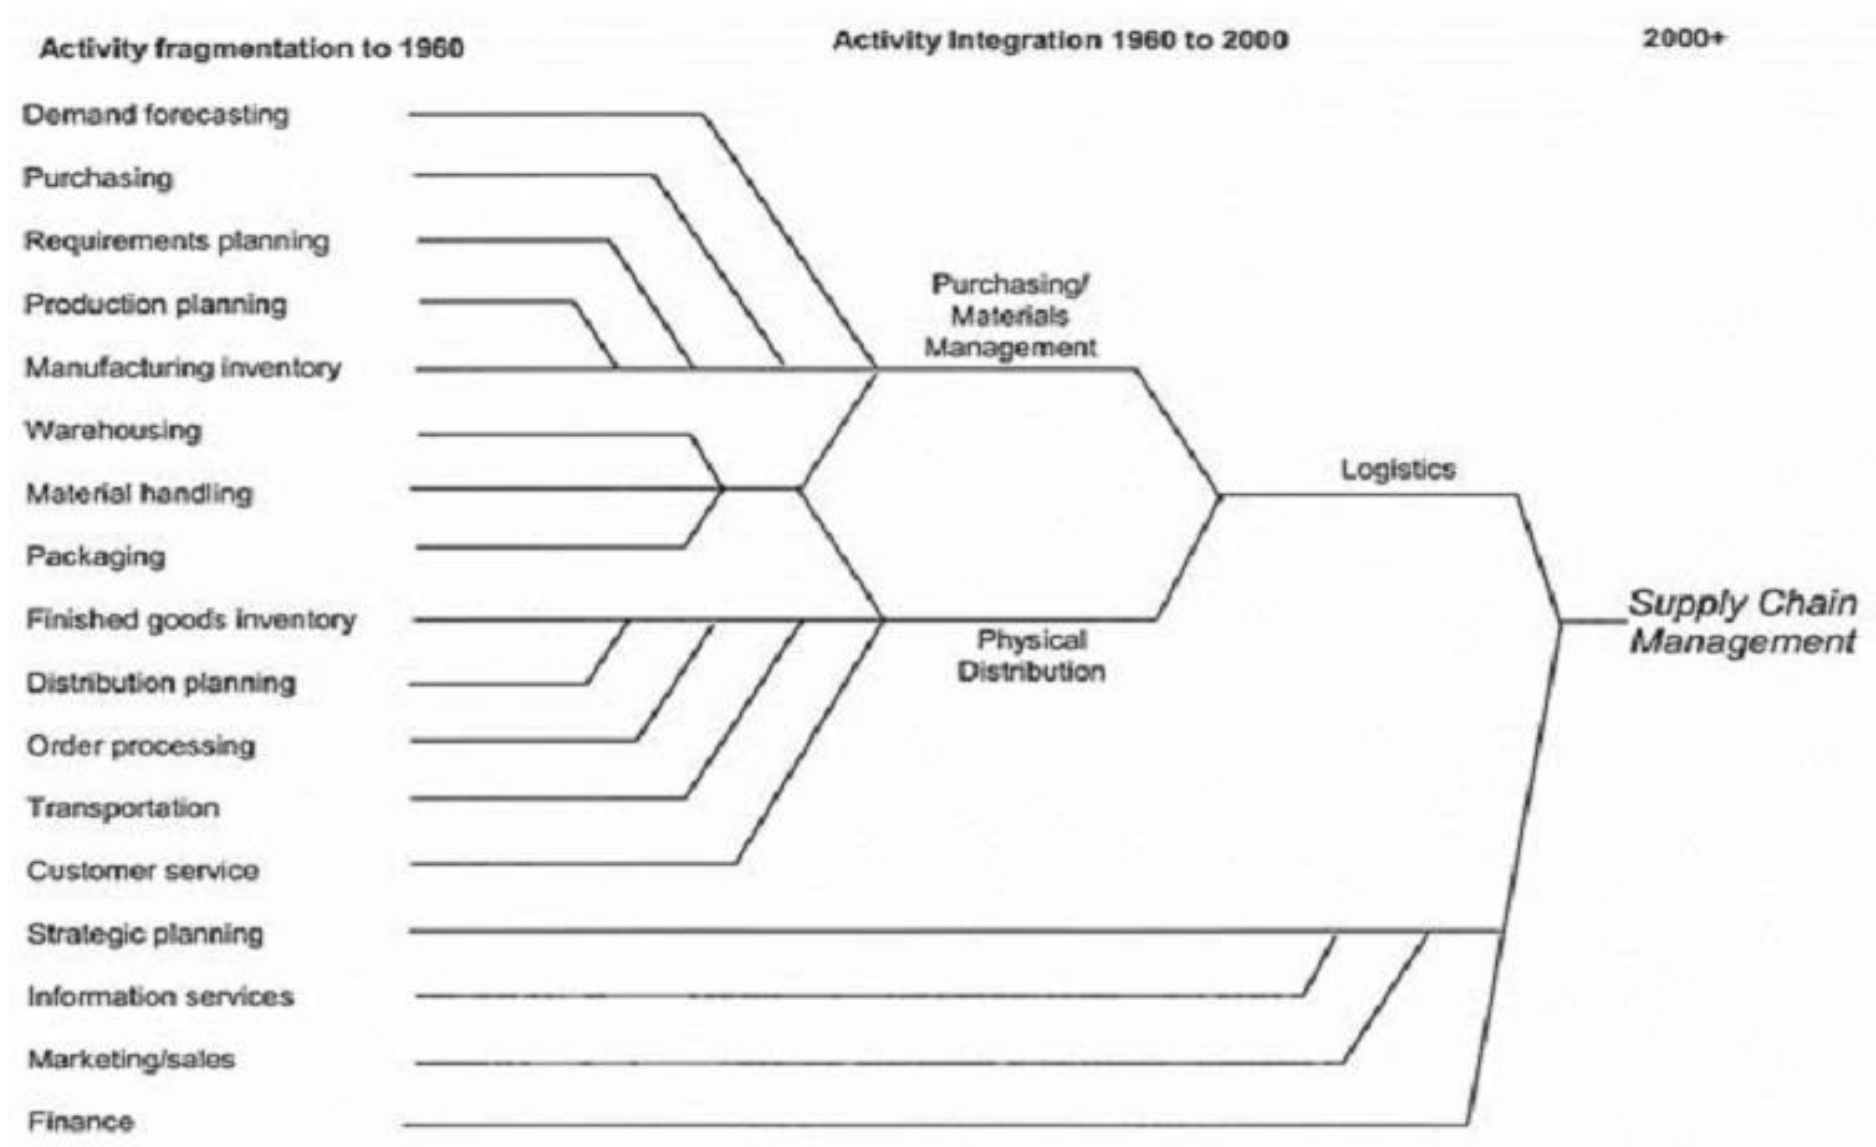 Activity fragmentation to 1960
Activity Integration 1960 to 2000
2000+
Demand forecasting
Purchasing
Requirements planning
Production planning
Manufacturing inventory
Warehousing
Material handling
Packaging
Finished goods inventory
Distribution planning
Order processing
Transportation
Customer service
Strategic planning
Information services
Marketing/sales
Finance
Purchasing/
Materials
Management
Physical
Distribution
Logistics
Supply Chain
Management